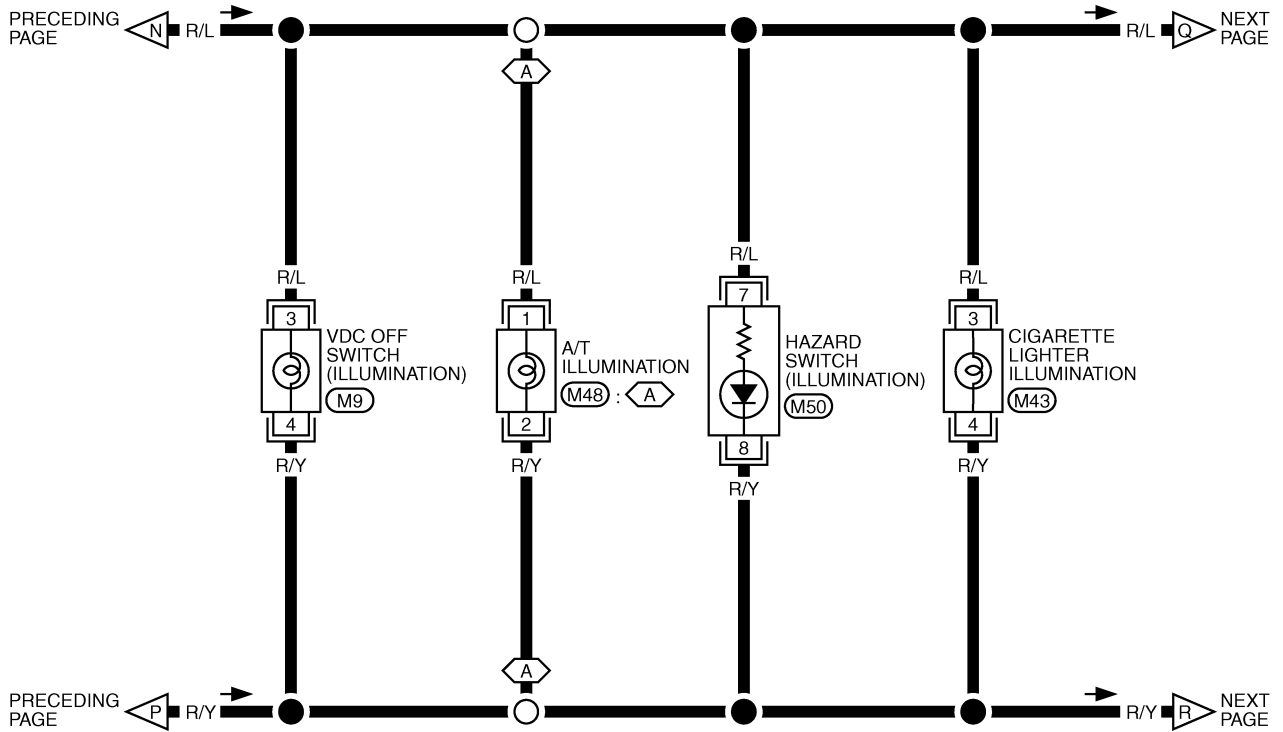 PRECEDING
PAGE
N
R/L
R/L
Q
NEXT
PAGE
A
R/L
R/L
R/L
R/L
3
1
7
3
VDC OFF
SWITCH
(ILLUMINATION)
M9
A/T
ILLUMINATION
M48 : A
HAZARD
SWITCH
(ILLUMINATION)
M50
CIGARETTE
LIGHTER
ILLUMINATION
M43
4
2
8
4
R/Y
R/Y
R/Y
R/Y
A
PRECEDING
PAGE
P
R/Y
R/Y
R
NEXT
PAGE